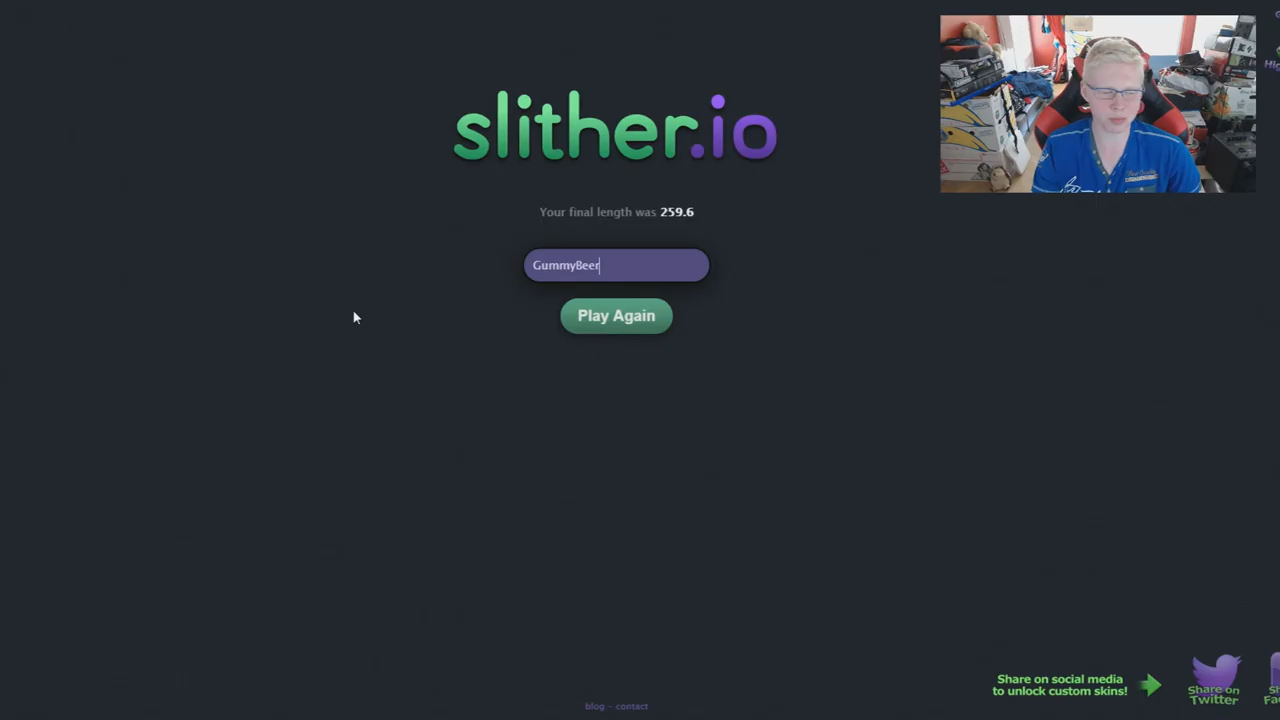 slither.io
Your final length was 259.6
GummyBeer
Play Again
Share on social media
to unlock custom skins!
Share on
Twitter
blog - contact